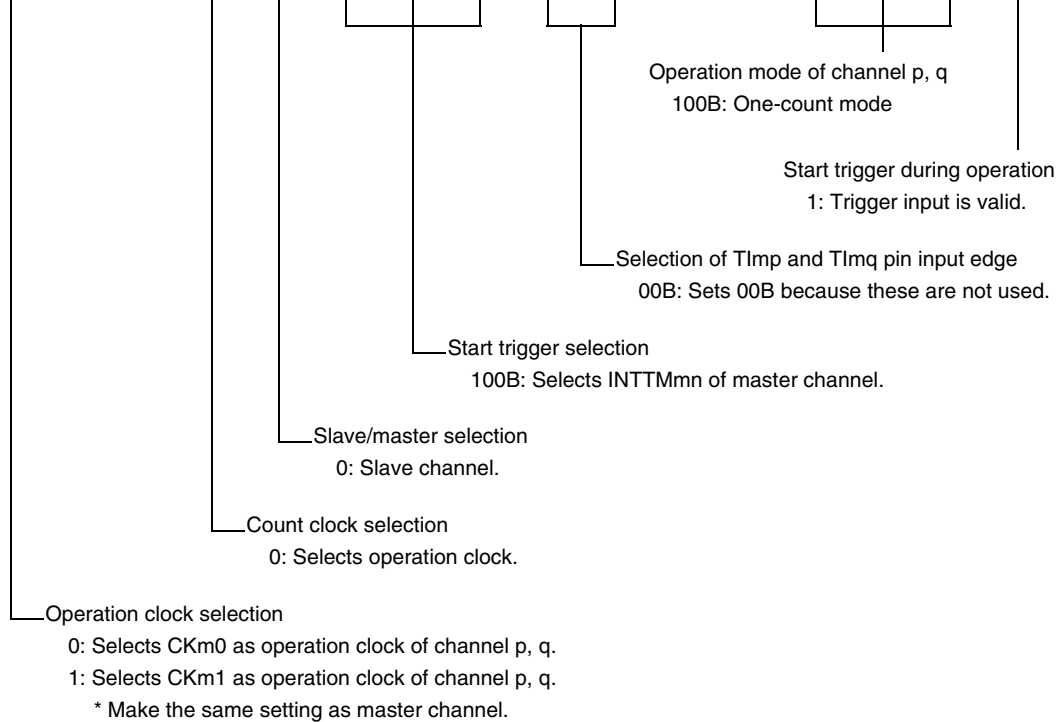 Operation mode of channel p, q
100B: One-count mode
Start trigger during operation
1: Trigger input is valid.
Selection of TImp and TImq pin input edge
00B: Sets 00B because these are not used.
Start trigger selection
100B: Selects INTTMmn of master channel.
Slave/master selection
0: Slave channel.
Count clock selection
0: Selects operation clock.
Operation clock selection
0: Selects CKm0 as operation clock of channel p, q.
1: Selects CKm1 as operation clock of channel p, q.
* Make the same setting as master channel.